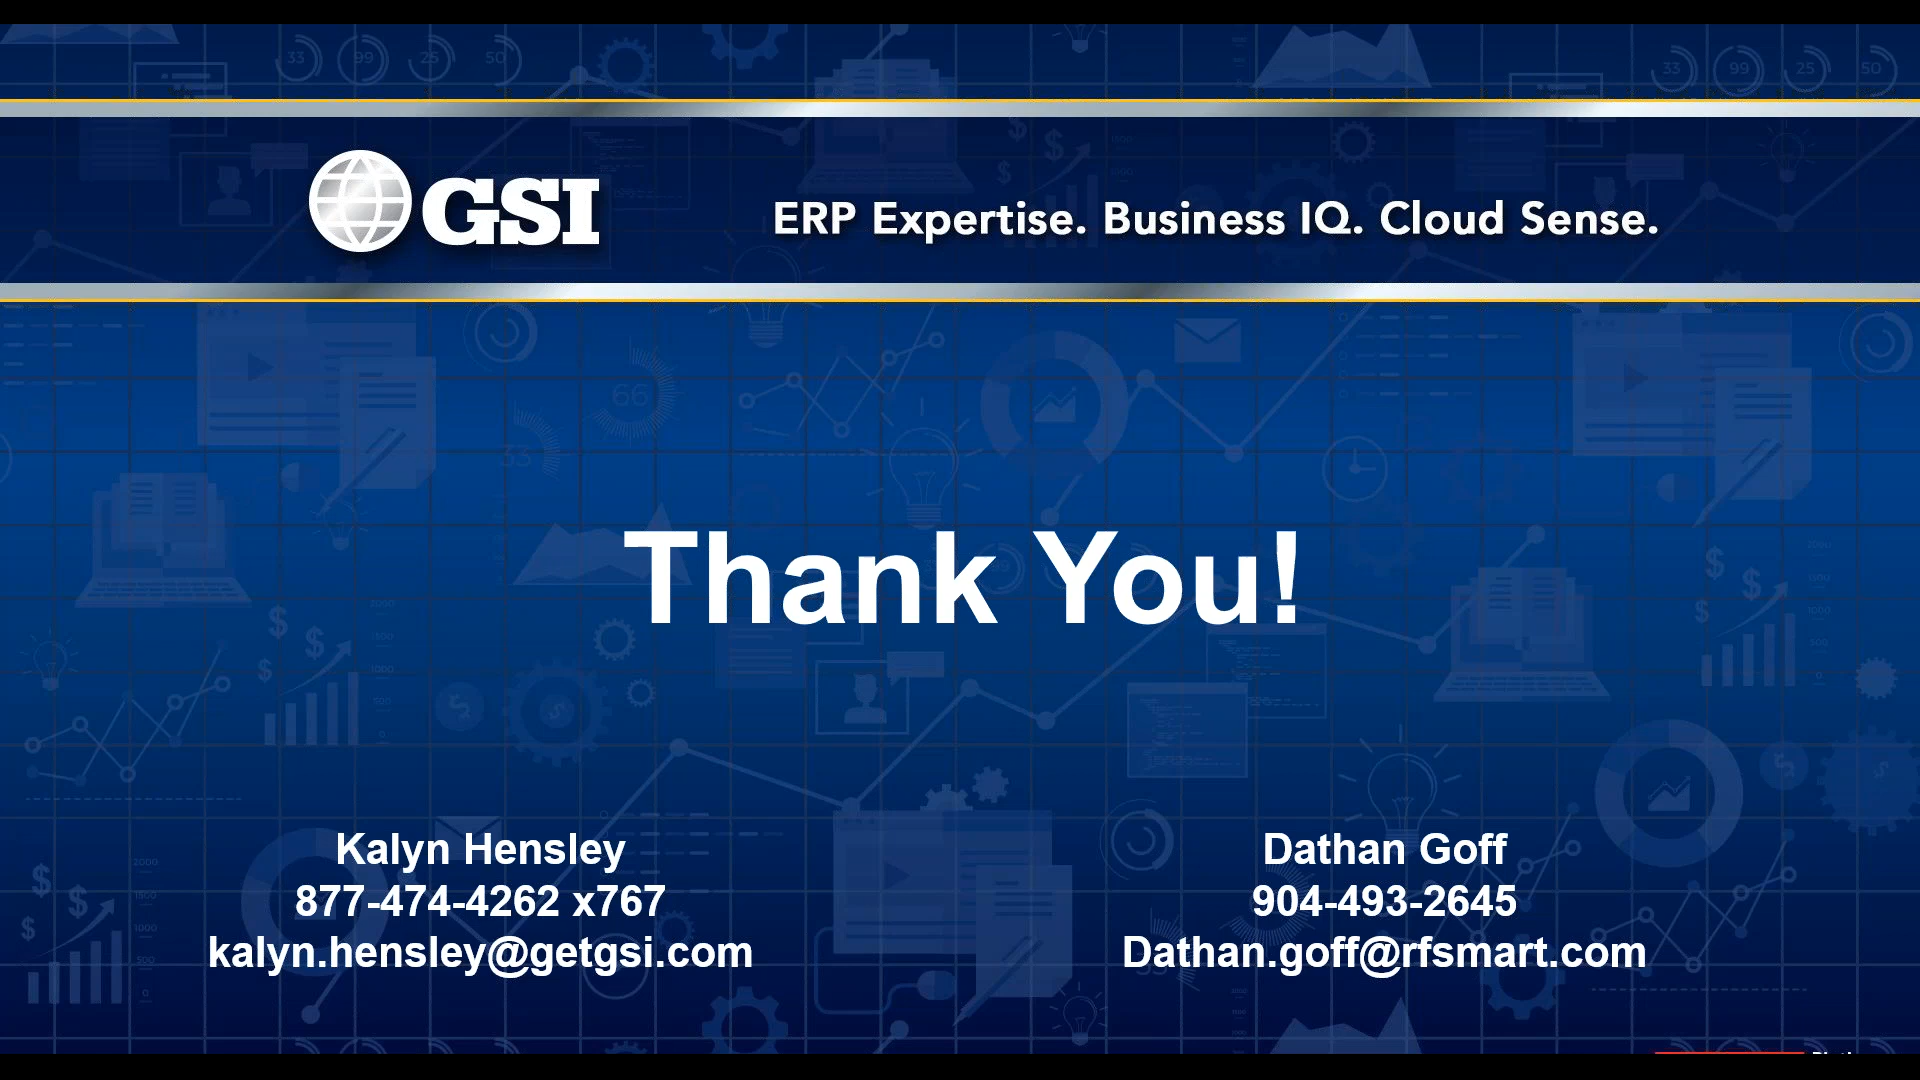 GSI
ERP Expertise. Business IQ. Cloud Sense.
Thank You!
Kalyn Hensley
877-474-4262 x767
kalyn.hensley@getgsi.com
Dathan Goff
904-493-2645
Dathan.goff@rfsmart.com